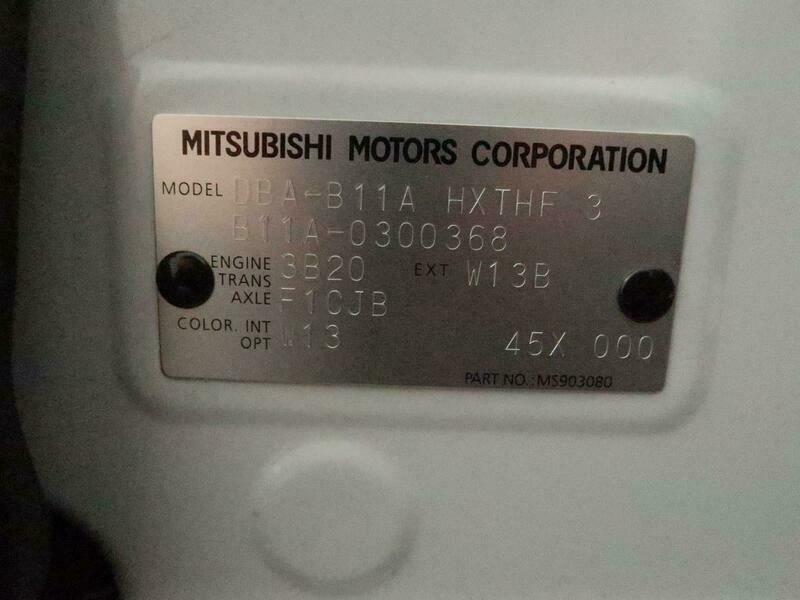 MITSUBISHI MOTORS CORPORATION
MODEL DBA-B11A HXTHF 3
B11A-0300368
ENGINE 3B20 EXT W13B
TRANS
AXLE F1CJB
COLOR. INT W13
OPT 45X 000
PART NO.: MS903080